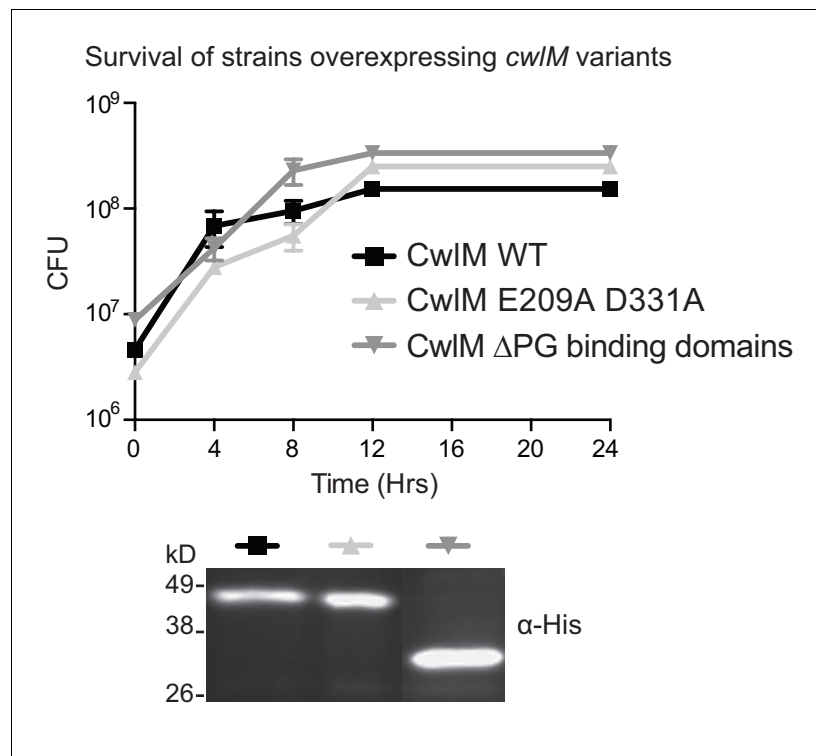 Survival of strains overexpressing cwlM variants
10⁹
10⁸
10⁷
10⁶
CFU
CwlM WT
CwlM E209A D331A
CwlM ΔPG binding domains
0 4 8 12 16 20 24
Time (Hrs)
kD
49-
38-
26-
α-His